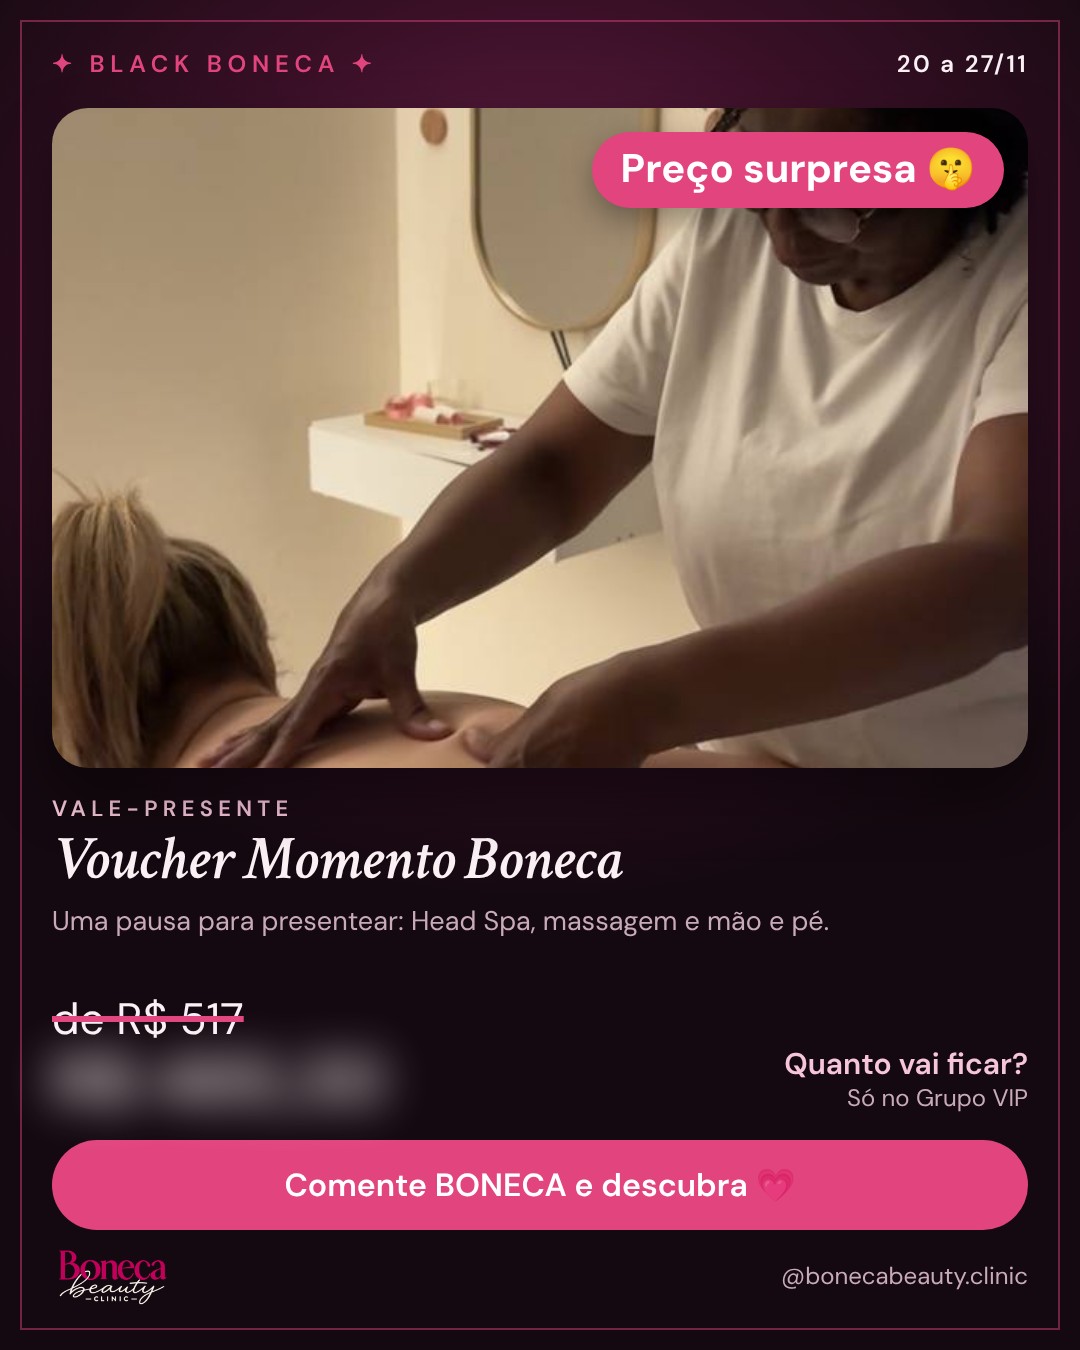 ✦ BLACK BONECA ✦
20 a 27/11
Preço surpresa 🤫
VALE-PRESENTE
Voucher Momento Boneca
Uma pausa para presentear: Head Spa, massagem e mão e pé.
de R$ 517
Quanto vai ficar?
Só no Grupo VIP
Comente BONECA e descubra 💗
Boneca
beauty
CLINIC
@bonecabeauty.clinic